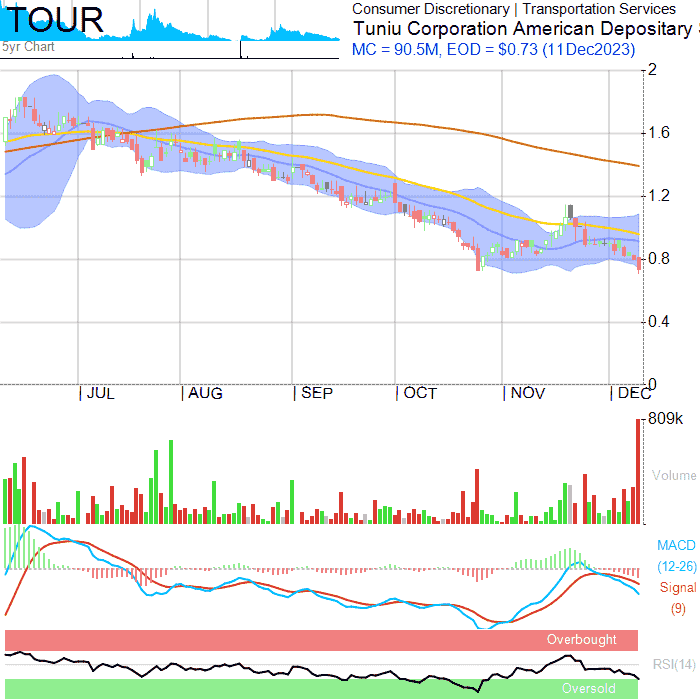 TOUR
5yr Chart
Consumer Discretionary | Transportation Services
Tuniu Corporation American Depositary
MC = 90.5M, EOD = $0.73 (11Dec2023)
2
1.6
1.2
0.8
0.4
0
JUL AUG SEP OCT NOV DEC
809k
Volume
MACD
(12-26)
Signal
(9)
Overbought
RSI(14)
Oversold